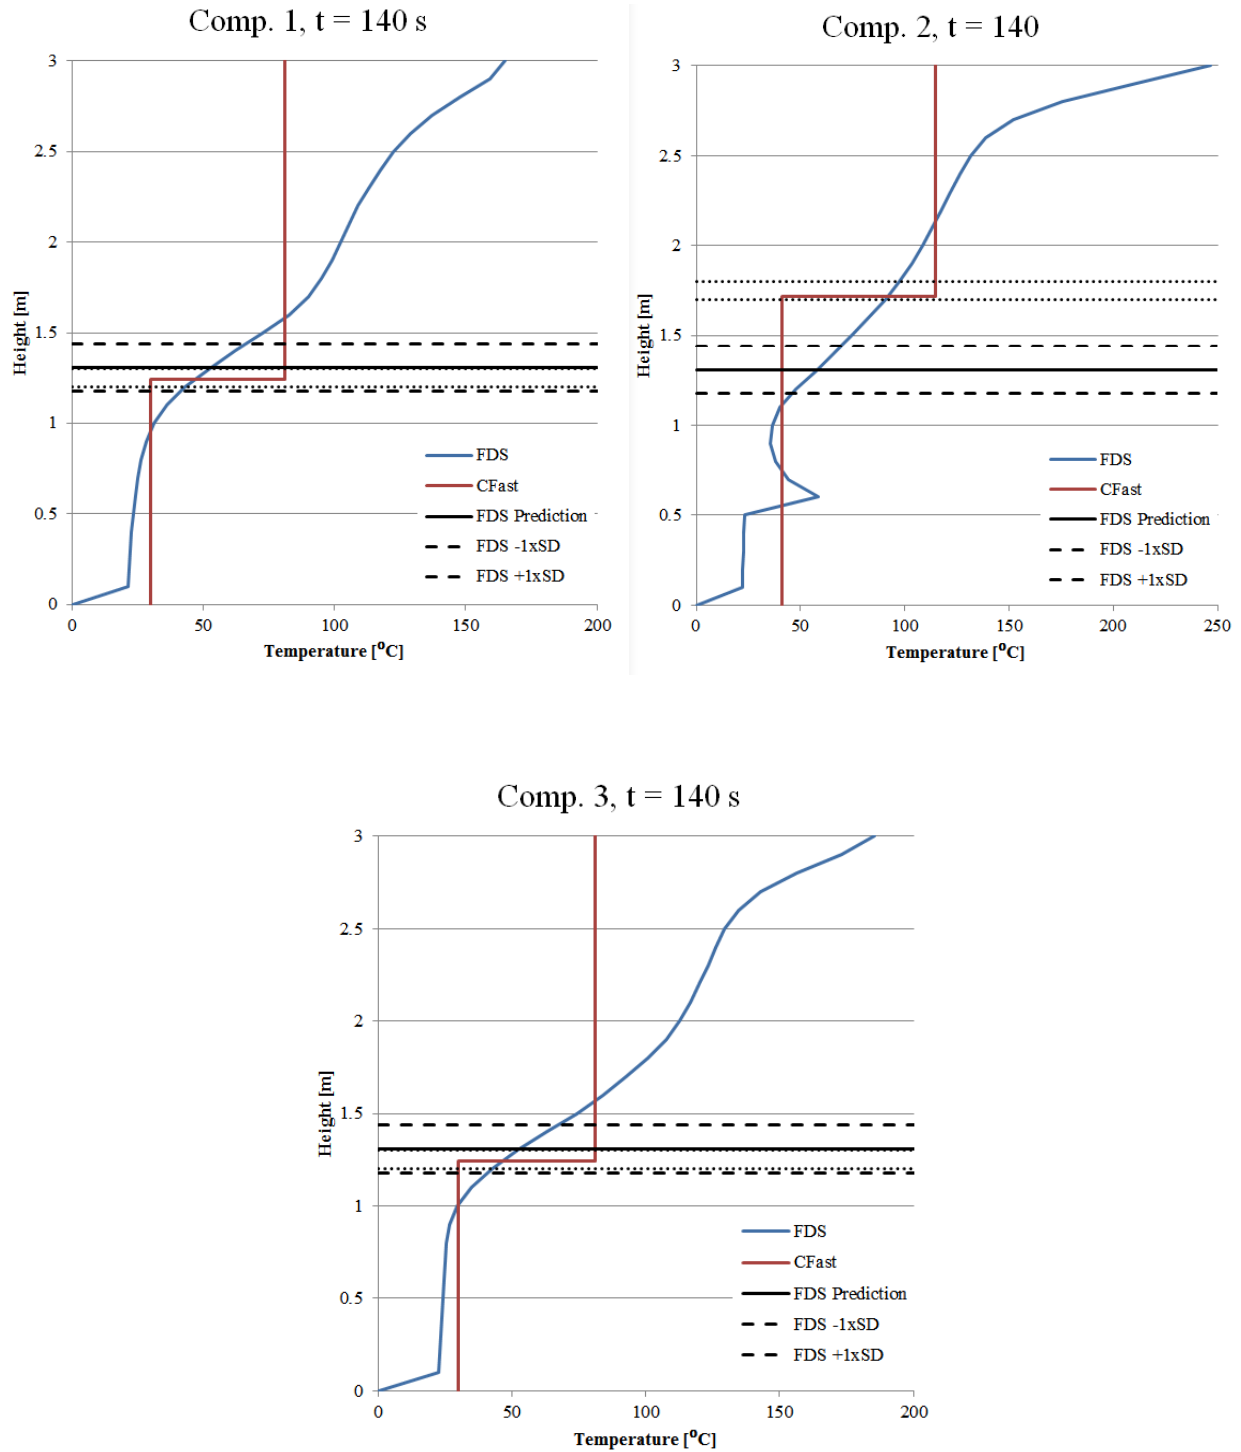 Comp. 1, t = 140 s
3
2.5
2
1.5
1
0.5
0
Height [m]
0 50 100 150 200
Temperature [⁰C]
FDS
CFast
FDS Prediction
FDS -1xSD
FDS +1xSD
Comp. 2, t = 140
3
2.5
2
1.5
1
0.5
0
Height [m]
0 50 100 150 200 250
Temperature [⁰C]
FDS
CFast
FDS Prediction
FDS -1xSD
FDS +1xSD
Comp. 3, t = 140 s
3
2.5
2
1.5
1
0.5
0
Height [m]
0 50 100 150 200
Temperature [⁰C]
FDS
CFast
FDS Prediction
FDS -1xSD
FDS +1xSD